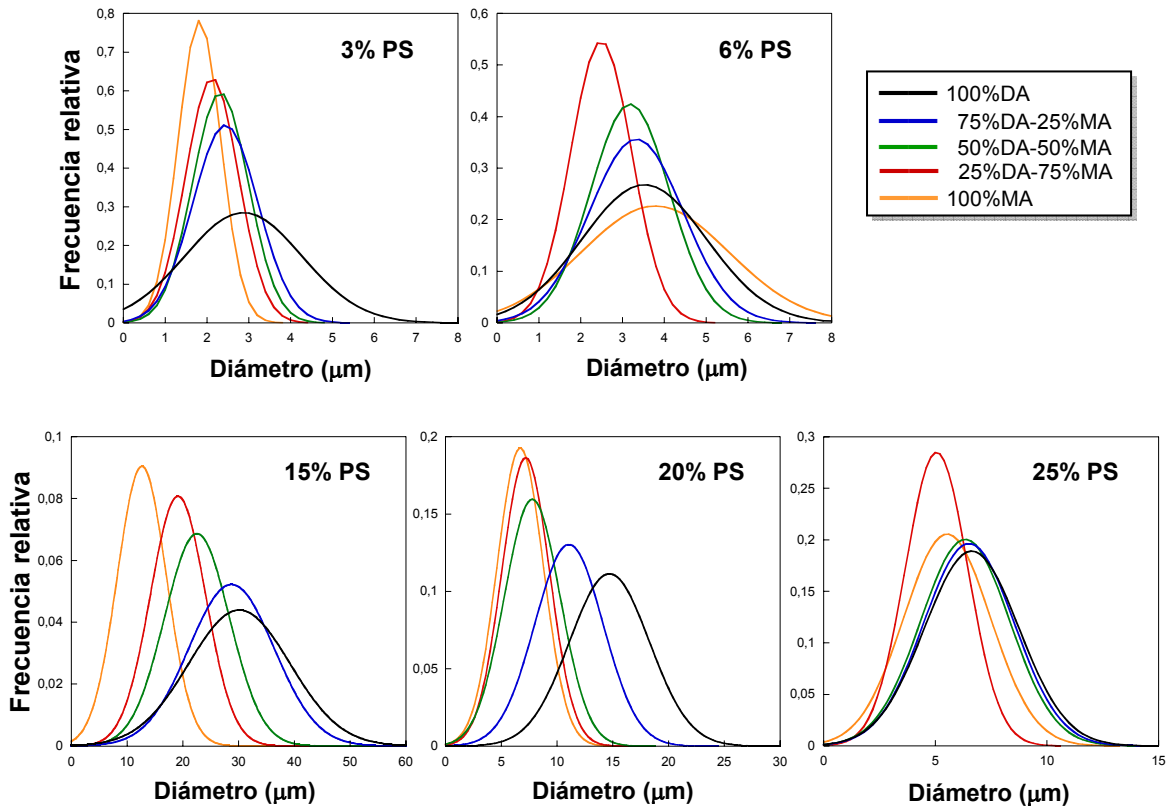 3% PS
Frecuencia relativa
0,8
0,7
0,6
0,5
0,4
0,3
0,2
0,1
0
0 1 2 3 4 5 6 7 8
Diámetro (μm)
6% PS
0,6
0,5
0,4
0,3
0,2
0,1
0
0 1 2 3 4 5 6 7 8
Diámetro (μm)
100%DA
75%DA-25%MA
50%DA-50%MA
25%DA-75%MA
100%MA
15% PS
Frecuencia relativa
0,1
0,08
0,06
0,04
0,02
0
0 10 20 30 40 50 60
Diámetro (μm)
20% PS
0,2
0,15
0,1
0,05
0
0 5 10 15 20 25 30
Diámetro (μm)
25% PS
0,3
0,25
0,2
0,15
0,1
0,05
0
0 5 10 15
Diámetro (μm)